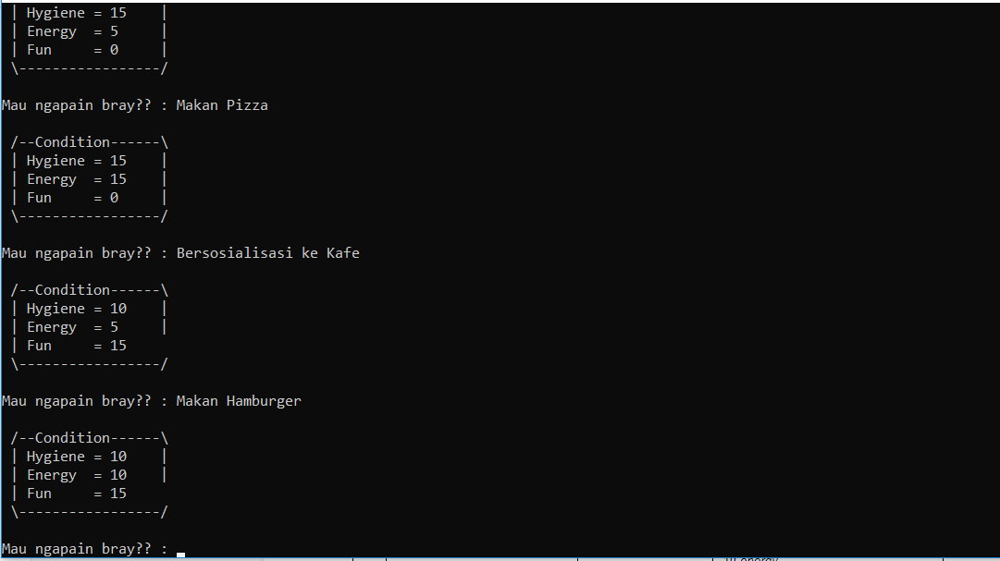 | Hygiene = 15    |
| Energy  = 5     |
| Fun     = 0     |
\-----------------/
Mau ngapain bray?? : Makan Pizza
/--Condition------\
| Hygiene = 15    |
| Energy  = 15    |
| Fun     = 0     |
\-----------------/
Mau ngapain bray?? : Bersosialisasi ke Kafe
/--Condition------\
| Hygiene = 10    |
| Energy  = 5     |
| Fun     = 15
\-----------------/
Mau ngapain bray?? : Makan Hamburger
/--Condition------\
| Hygiene = 10    |
| Energy  = 10    |
| Fun     = 15
\-----------------/
Mau ngapain bray?? :